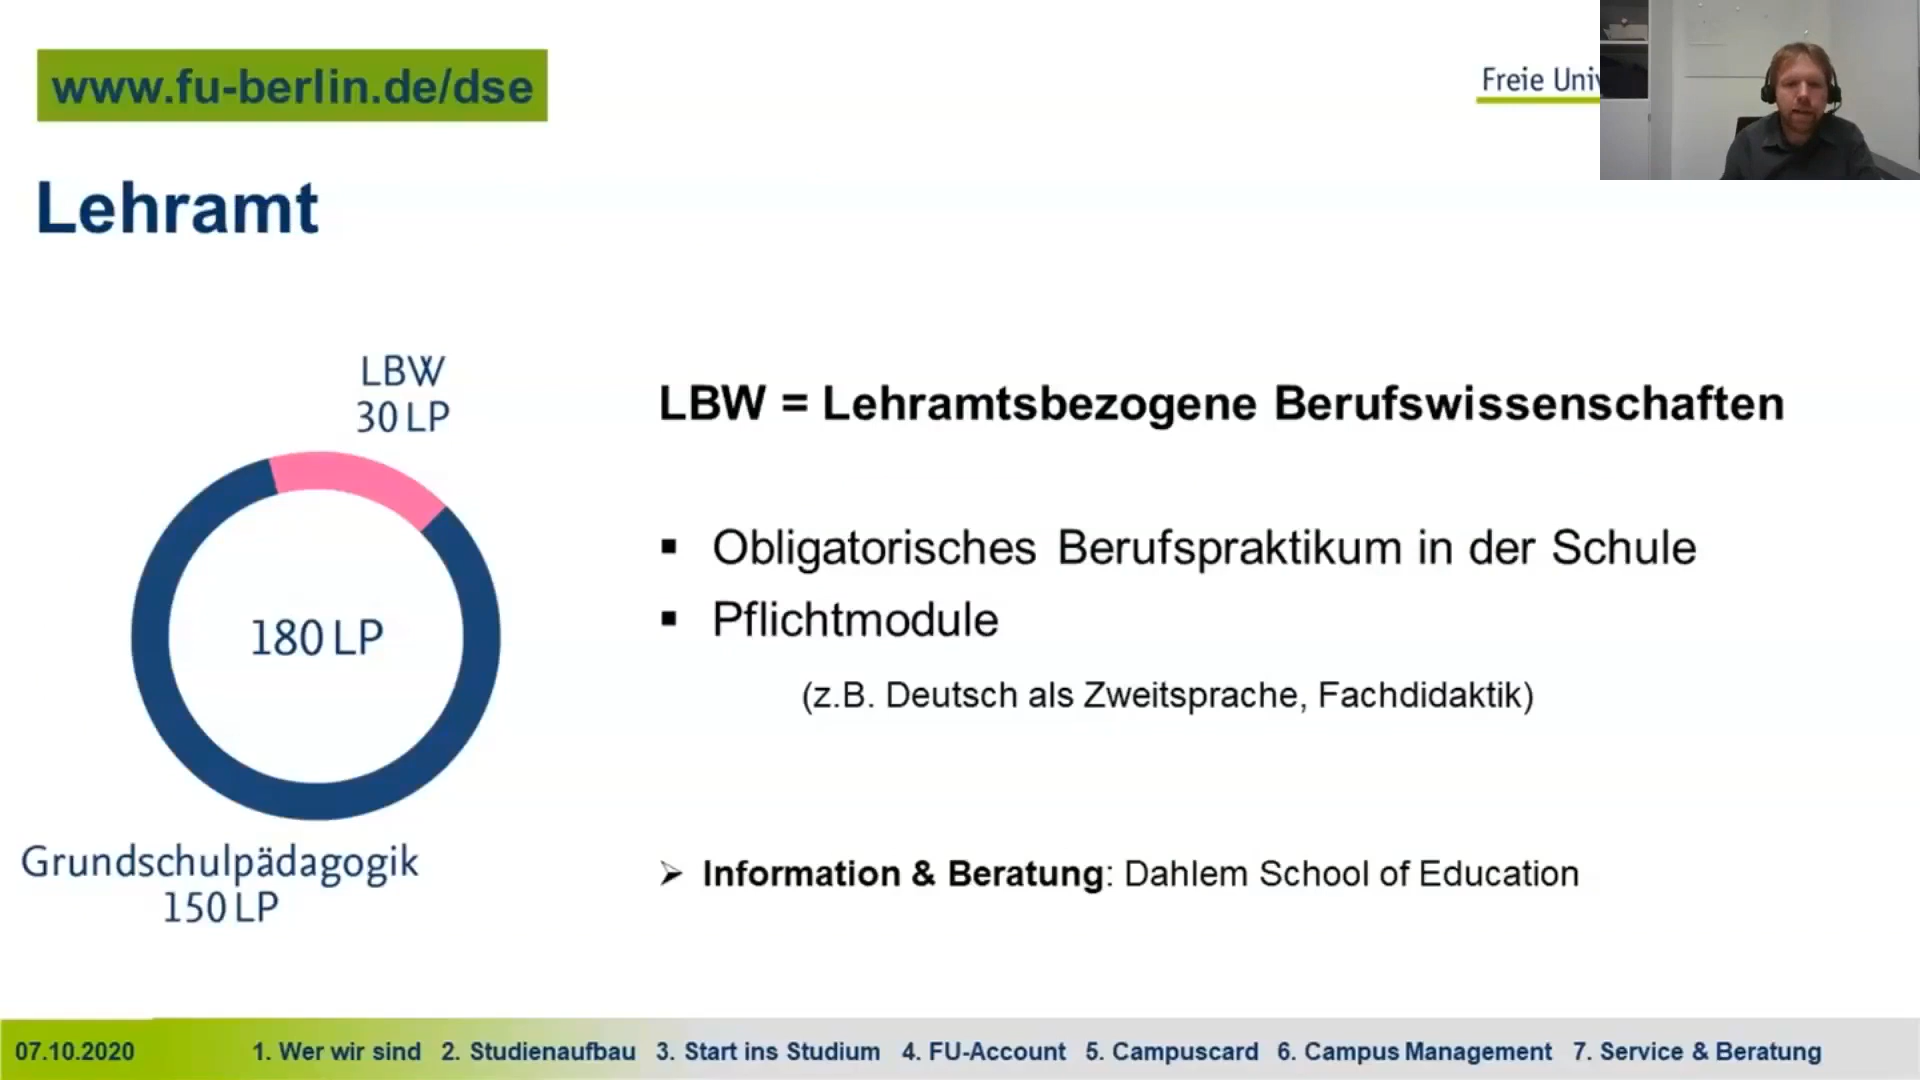 www.fu-berlin.de/dse
Freie Uni
Lehramt
LBW
30 LP
LBW = Lehramtsbezogene Berufswissenschaften
Obligatorisches Berufspraktikum in der Schule
180 LP
Pflichtmodule
(z.B. Deutsch als Zweitsprache, Fachdidaktik)
Grundschulpädagogik
150 LP
Information & Beratung: Dahlem School of Education
07.10.2020 1. Wer wir sind 2. Studienaufbau 3. Start ins Studium 4. FU-Account 5. Campuscard 6. Campus Management 7. Service & Beratung